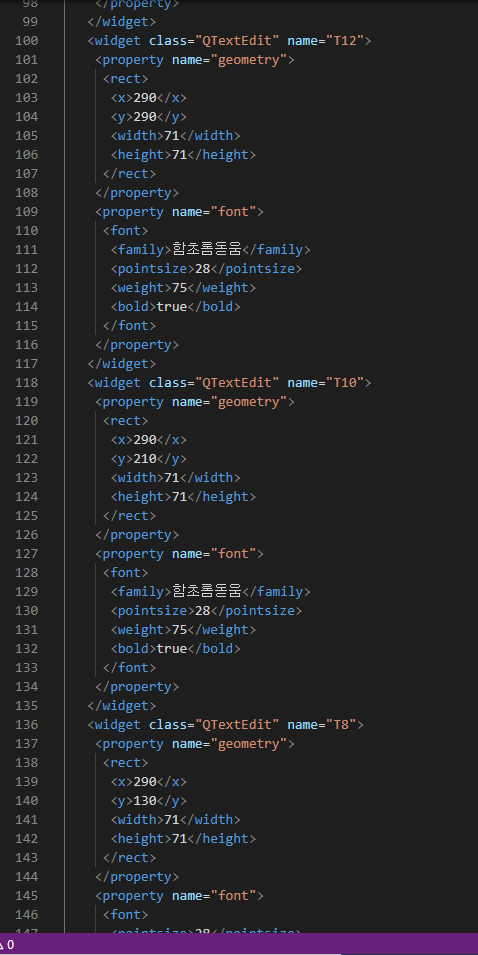 98 </property>
99 </widget>
100 <widget class="QTextEdit" name="T12">
101 <property name="geometry">
102 <rect>
103 <x>290</x>
104 <y>290</y>
105 <width>71</width>
106 <height>71</height>
107 </rect>
108 </property>
109 <property name="font">
110 <font>
111 <family>함초롬돋움</family>
112 <pointsize>28</pointsize>
113 <weight>75</weight>
114 <bold>true</bold>
115 </font>
116 </property>
117 </widget>
118 <widget class="QTextEdit" name="T10">
119 <property name="geometry">
120 <rect>
121 <x>290</x>
122 <y>210</y>
123 <width>71</width>
124 <height>71</height>
125 </rect>
126 </property>
127 <property name="font">
128 <font>
129 <family>함초롬돋움</family>
130 <pointsize>28</pointsize>
131 <weight>75</weight>
132 <bold>true</bold>
133 </font>
134 </property>
135 </widget>
136 <widget class="QTextEdit" name="T8">
137 <property name="geometry">
138 <rect>
139 <x>290</x>
140 <y>130</y>
141 <width>71</width>
142 <height>71</height>
143 </rect>
144 </property>
145 <property name="font">
146 <font>
147 <pointsize>28</pointsize>
0